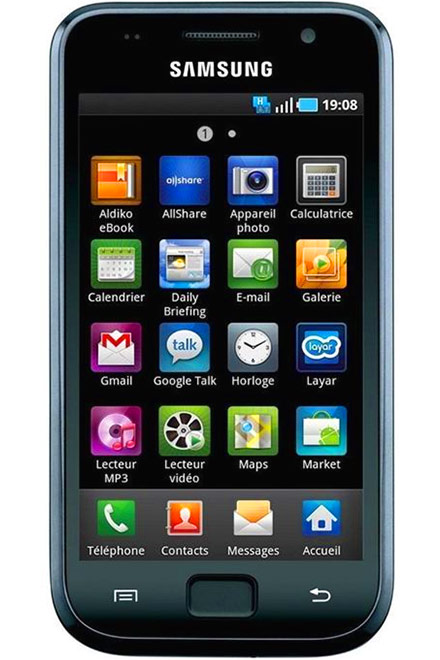 SAMSUNG
H 19:08
1
allshare
Aldiko eBook
AllShare
Appareil photo
Calculatrice
Calendrier
Daily Briefing
E-mail
Galerie
talk
layar
Gmail
Google Talk
Horloge
Layar
Lecteur MP3
Lecteur vidéo
Maps
Market
Téléphone
Contacts
Messages
Accueil